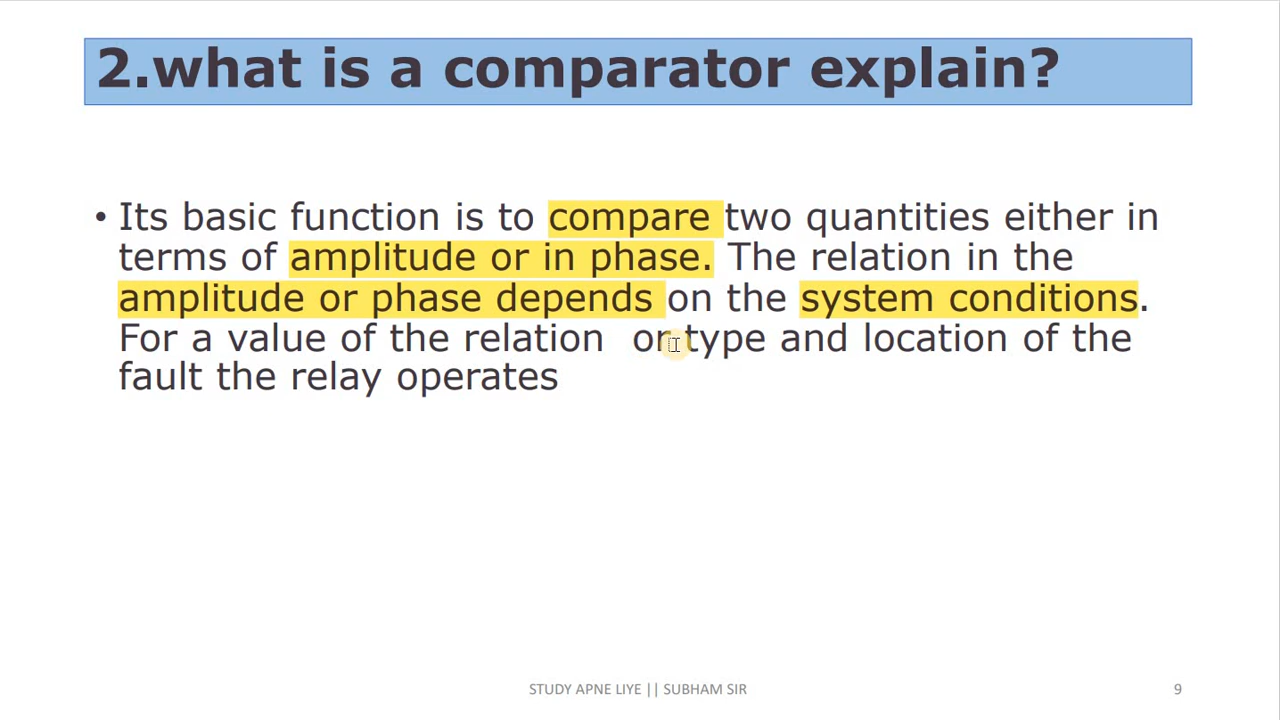 2.what is a comparator explain?
• Its basic function is to compare two quantities either in
terms of amplitude or in phase. The relation in the
amplitude or phase depends on the system conditions.
For a value of the relation or type and location of the
fault the relay operates
STUDY APNE LIYE || SUBHAM SIR
9